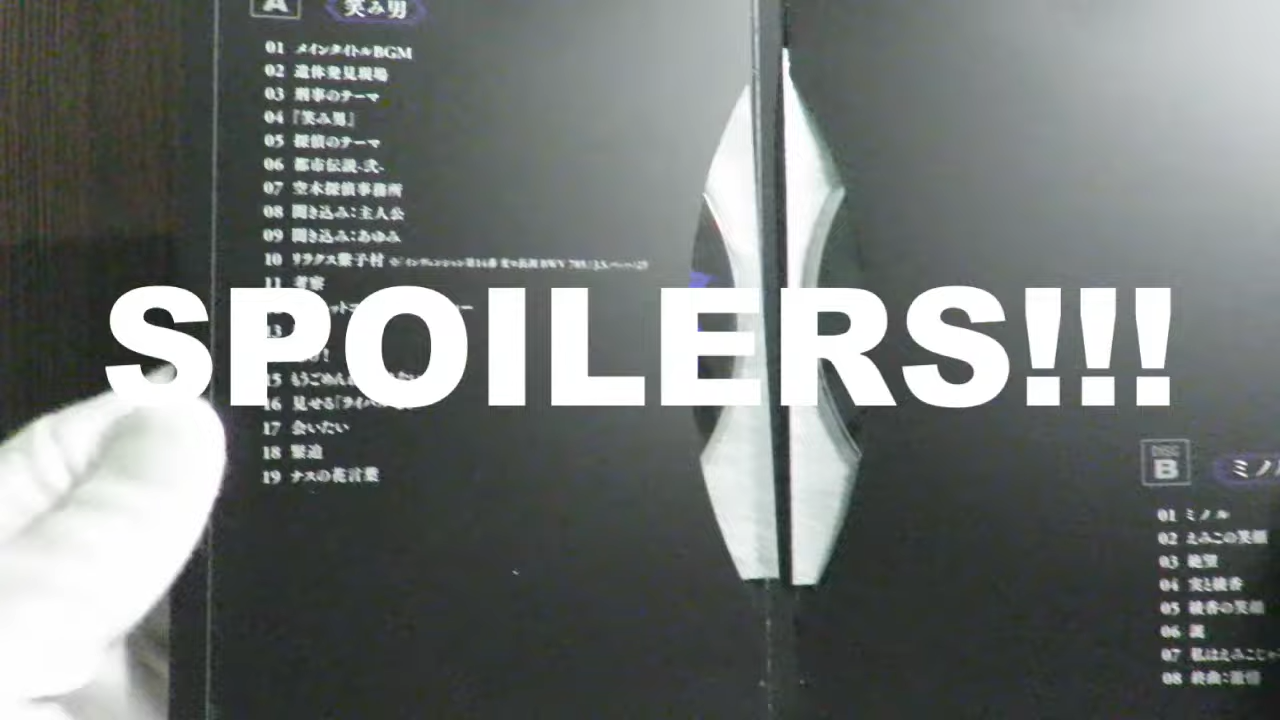 A 笑み男
01 メインタイトルBGM
02 遺体発見現場
03 刑事のテーマ
04 『笑み男』
05 探偵のテーマ
06 都市伝説-弐-
07 空木探偵事務所
08 聞き込み:主人公
09 聞き込み:あゆみ
10 リラクス紫子村
11 考察
13
SPOILERS!!!
15 もうごめん
16 見せる『ライ
17 会いたい
18 緊迫
19 ナスの花言葉
DISC
B ミノ
01 ミノル
02 えみこの笑顔
03 絶望
04 実と綾香
05 綾香の笑顔
06 謎
07 私はえみこじゃ
08 終曲:激情